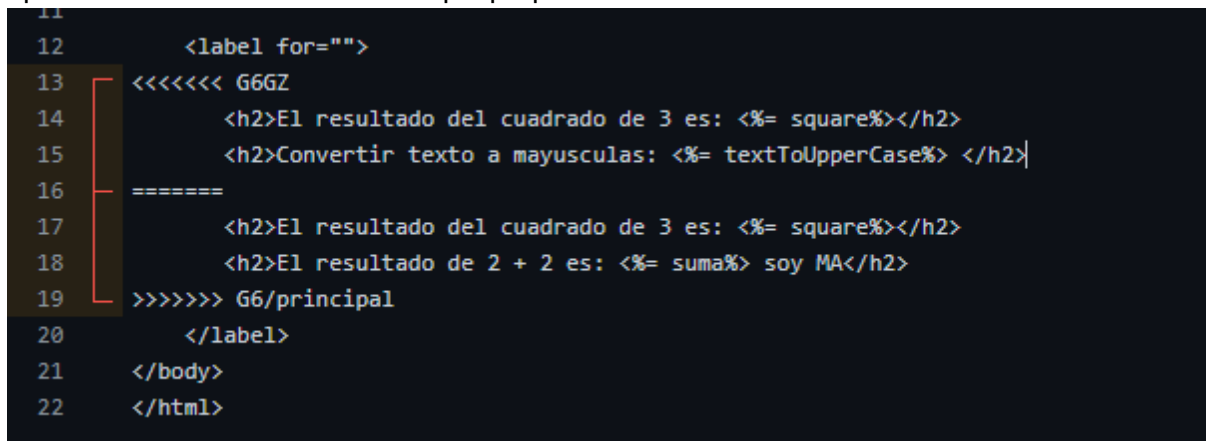 11
12 <label for="">
13 <<<<<<< G6GZ
14 <h2>El resultado del cuadrado de 3 es: <%= square%></h2>
15 <h2>Convertir texto a mayusculas: <%= textToUpperCase%> </h2>
16 =======
17 <h2>El resultado del cuadrado de 3 es: <%= square%></h2>
18 <h2>El resultado de 2 + 2 es: <%= suma%> soy MA</h2>
19 >>>>>>> G6/principal
20 </label>
21 </body>
22 </html>